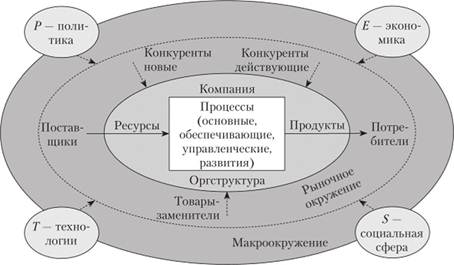 P — поли-
тика
E — эконо-
мика
Конкуренты
новые
Конкуренты
действующие
Компания
Процессы
(основные,
обеспечивающие,
управленческие,
развития)
Постав-
щики
Ресурсы
Продукты
Потре-
бители
Оргструктура
Товары-
заменители
Рыночное
окружение
T — техно-
логии
Макроокружение
S —
социальная
сфера